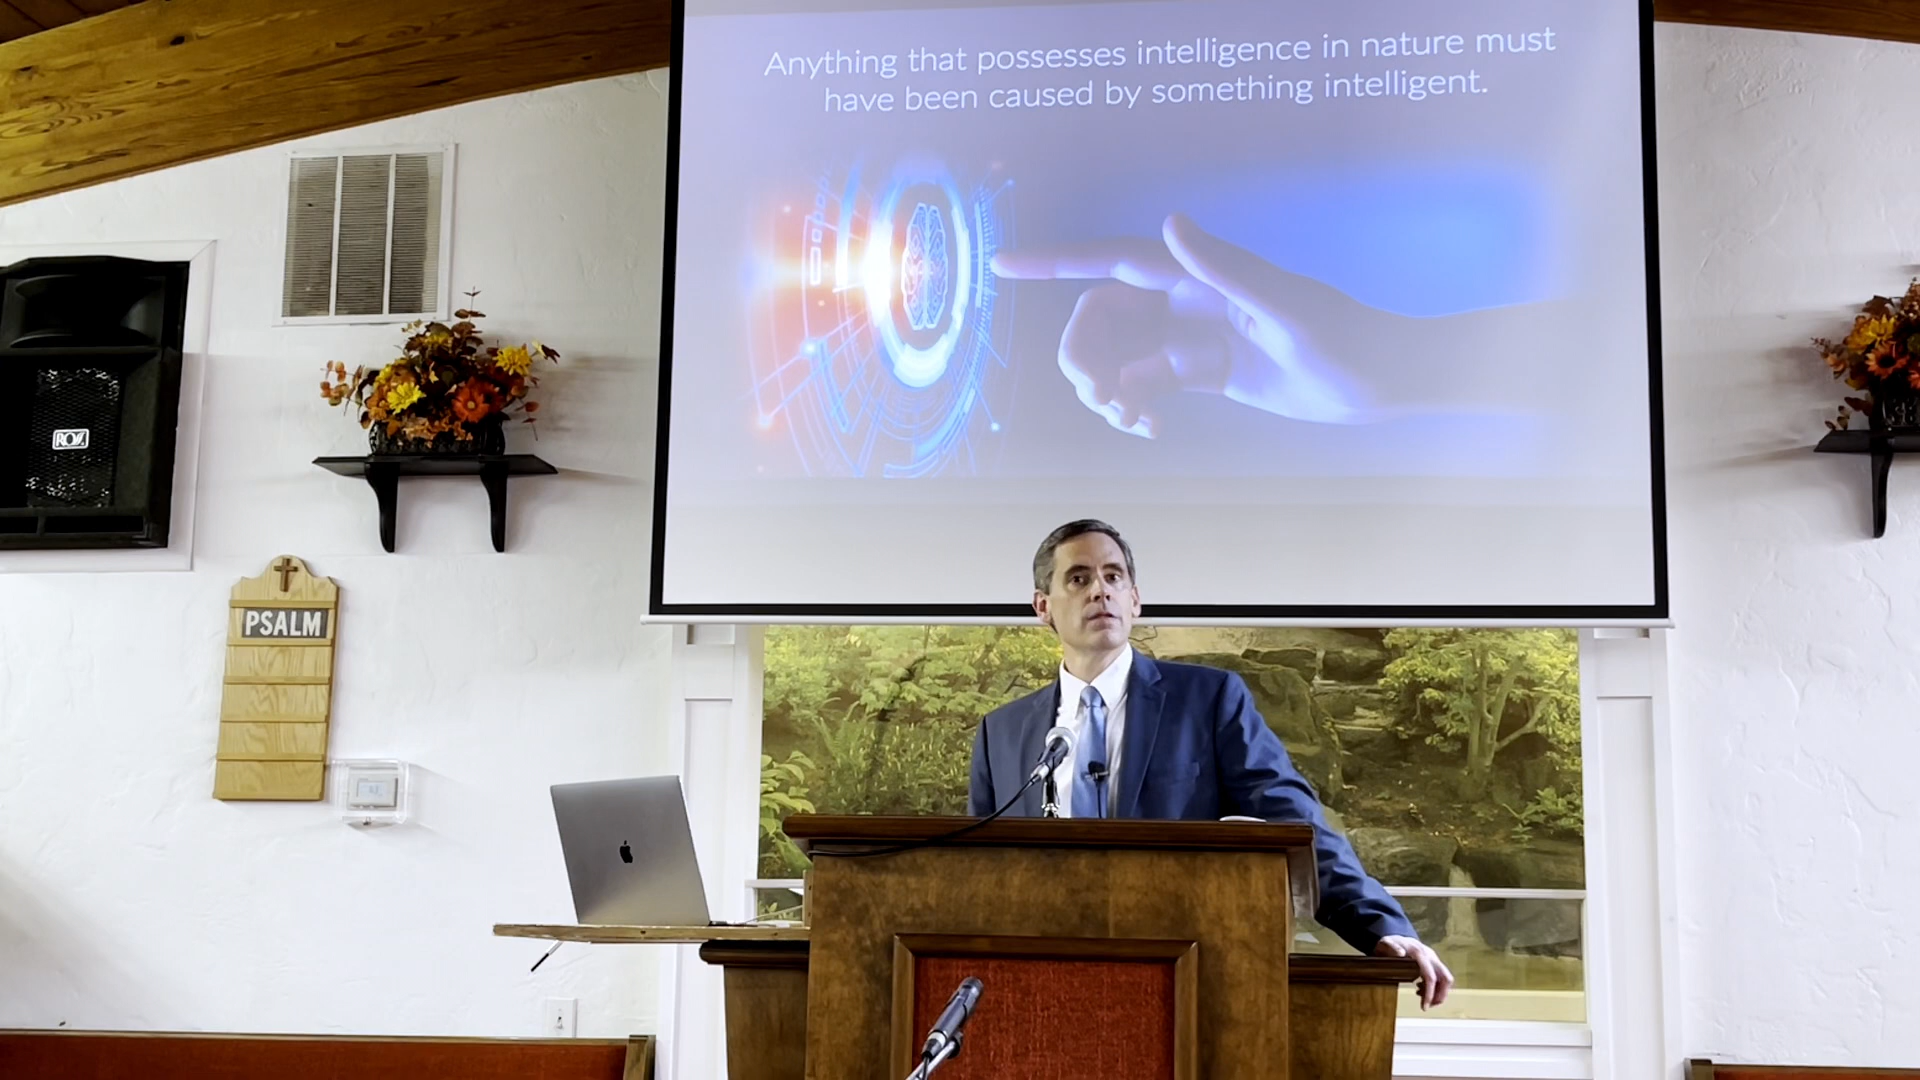 Anything that possesses intelligence in nature must
have been caused by something intelligent.
PSALM